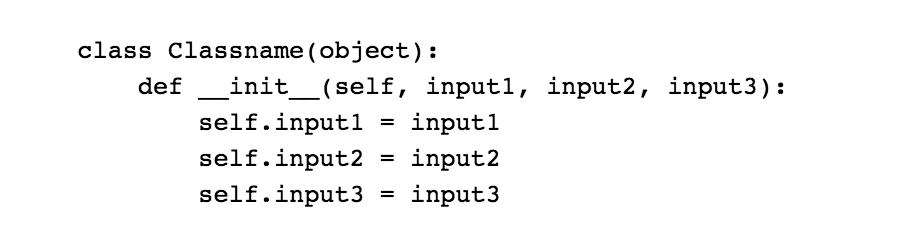 class Classname(object):
    def __init__(self, input1, input2, input3):
        self.input1 = input1
        self.input2 = input2
        self.input3 = input3